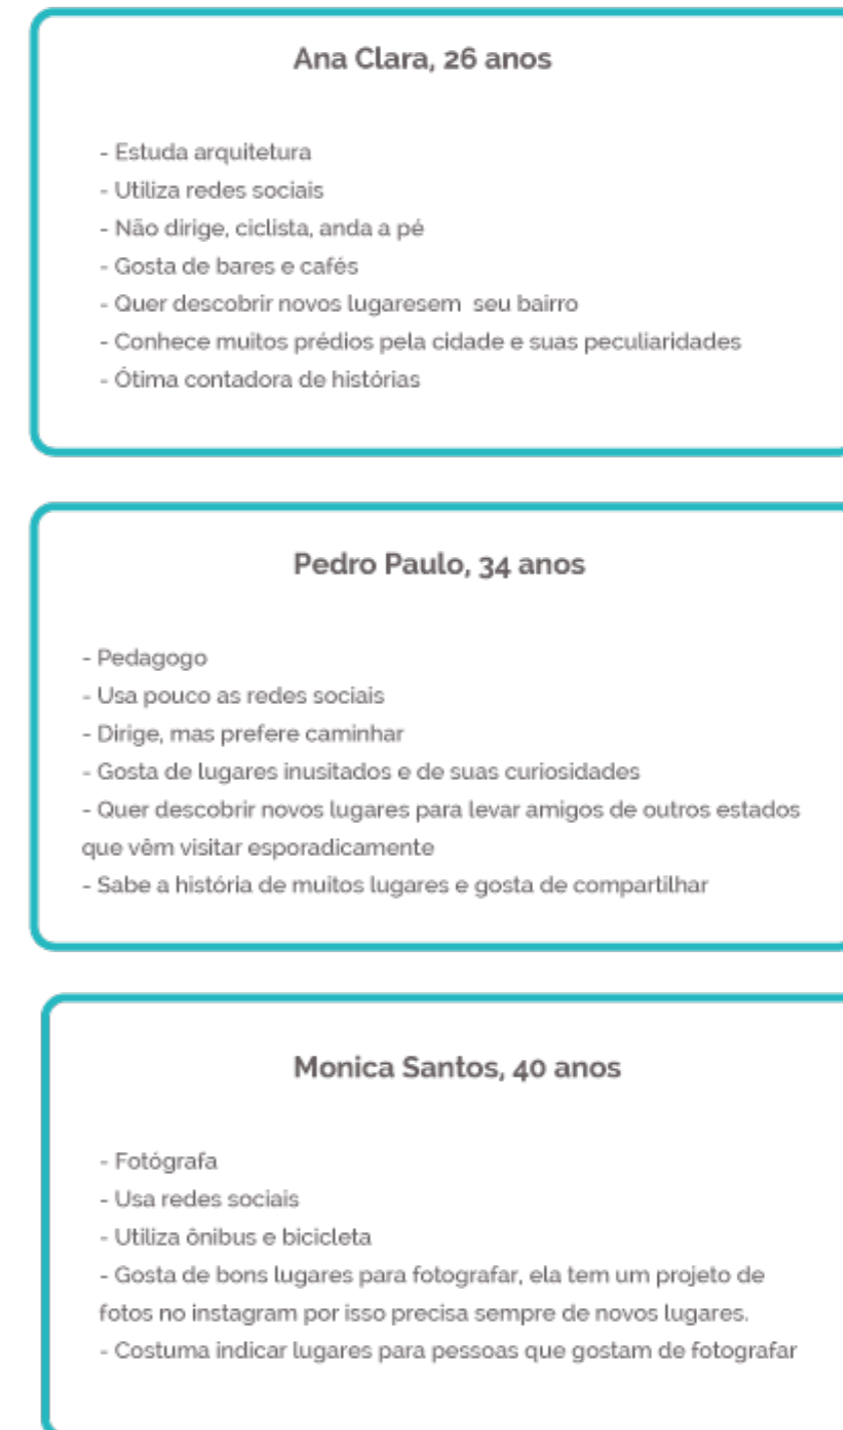 Ana Clara, 26 anos
- Estuda arquitetura
- Utiliza redes sociais
- Não dirige, ciclista, anda a pé
- Gosta de bares e cafés
- Quer descobrir novos lugaresem  seu bairro
- Conhece muitos prédios pela cidade e suas peculiaridades
- Ótima contadora de histórias
Pedro Paulo, 34 anos
- Pedagogo
- Usa pouco as redes sociais
- Dirige, mas prefere caminhar
- Gosta de lugares inusitados e de suas curiosidades
- Quer descobrir novos lugares para levar amigos de outros estados
que vêm visitar esporadicamente
- Sabe a história de muitos lugares e gosta de compartilhar
Monica Santos, 40 anos
- Fotógrafa
- Usa redes sociais
- Utiliza ônibus e bicicleta
- Gosta de bons lugares para fotografar, ela tem um projeto de
fotos no instagram por isso precisa sempre de novos lugares.
- Costuma indicar lugares para pessoas que gostam de fotografar